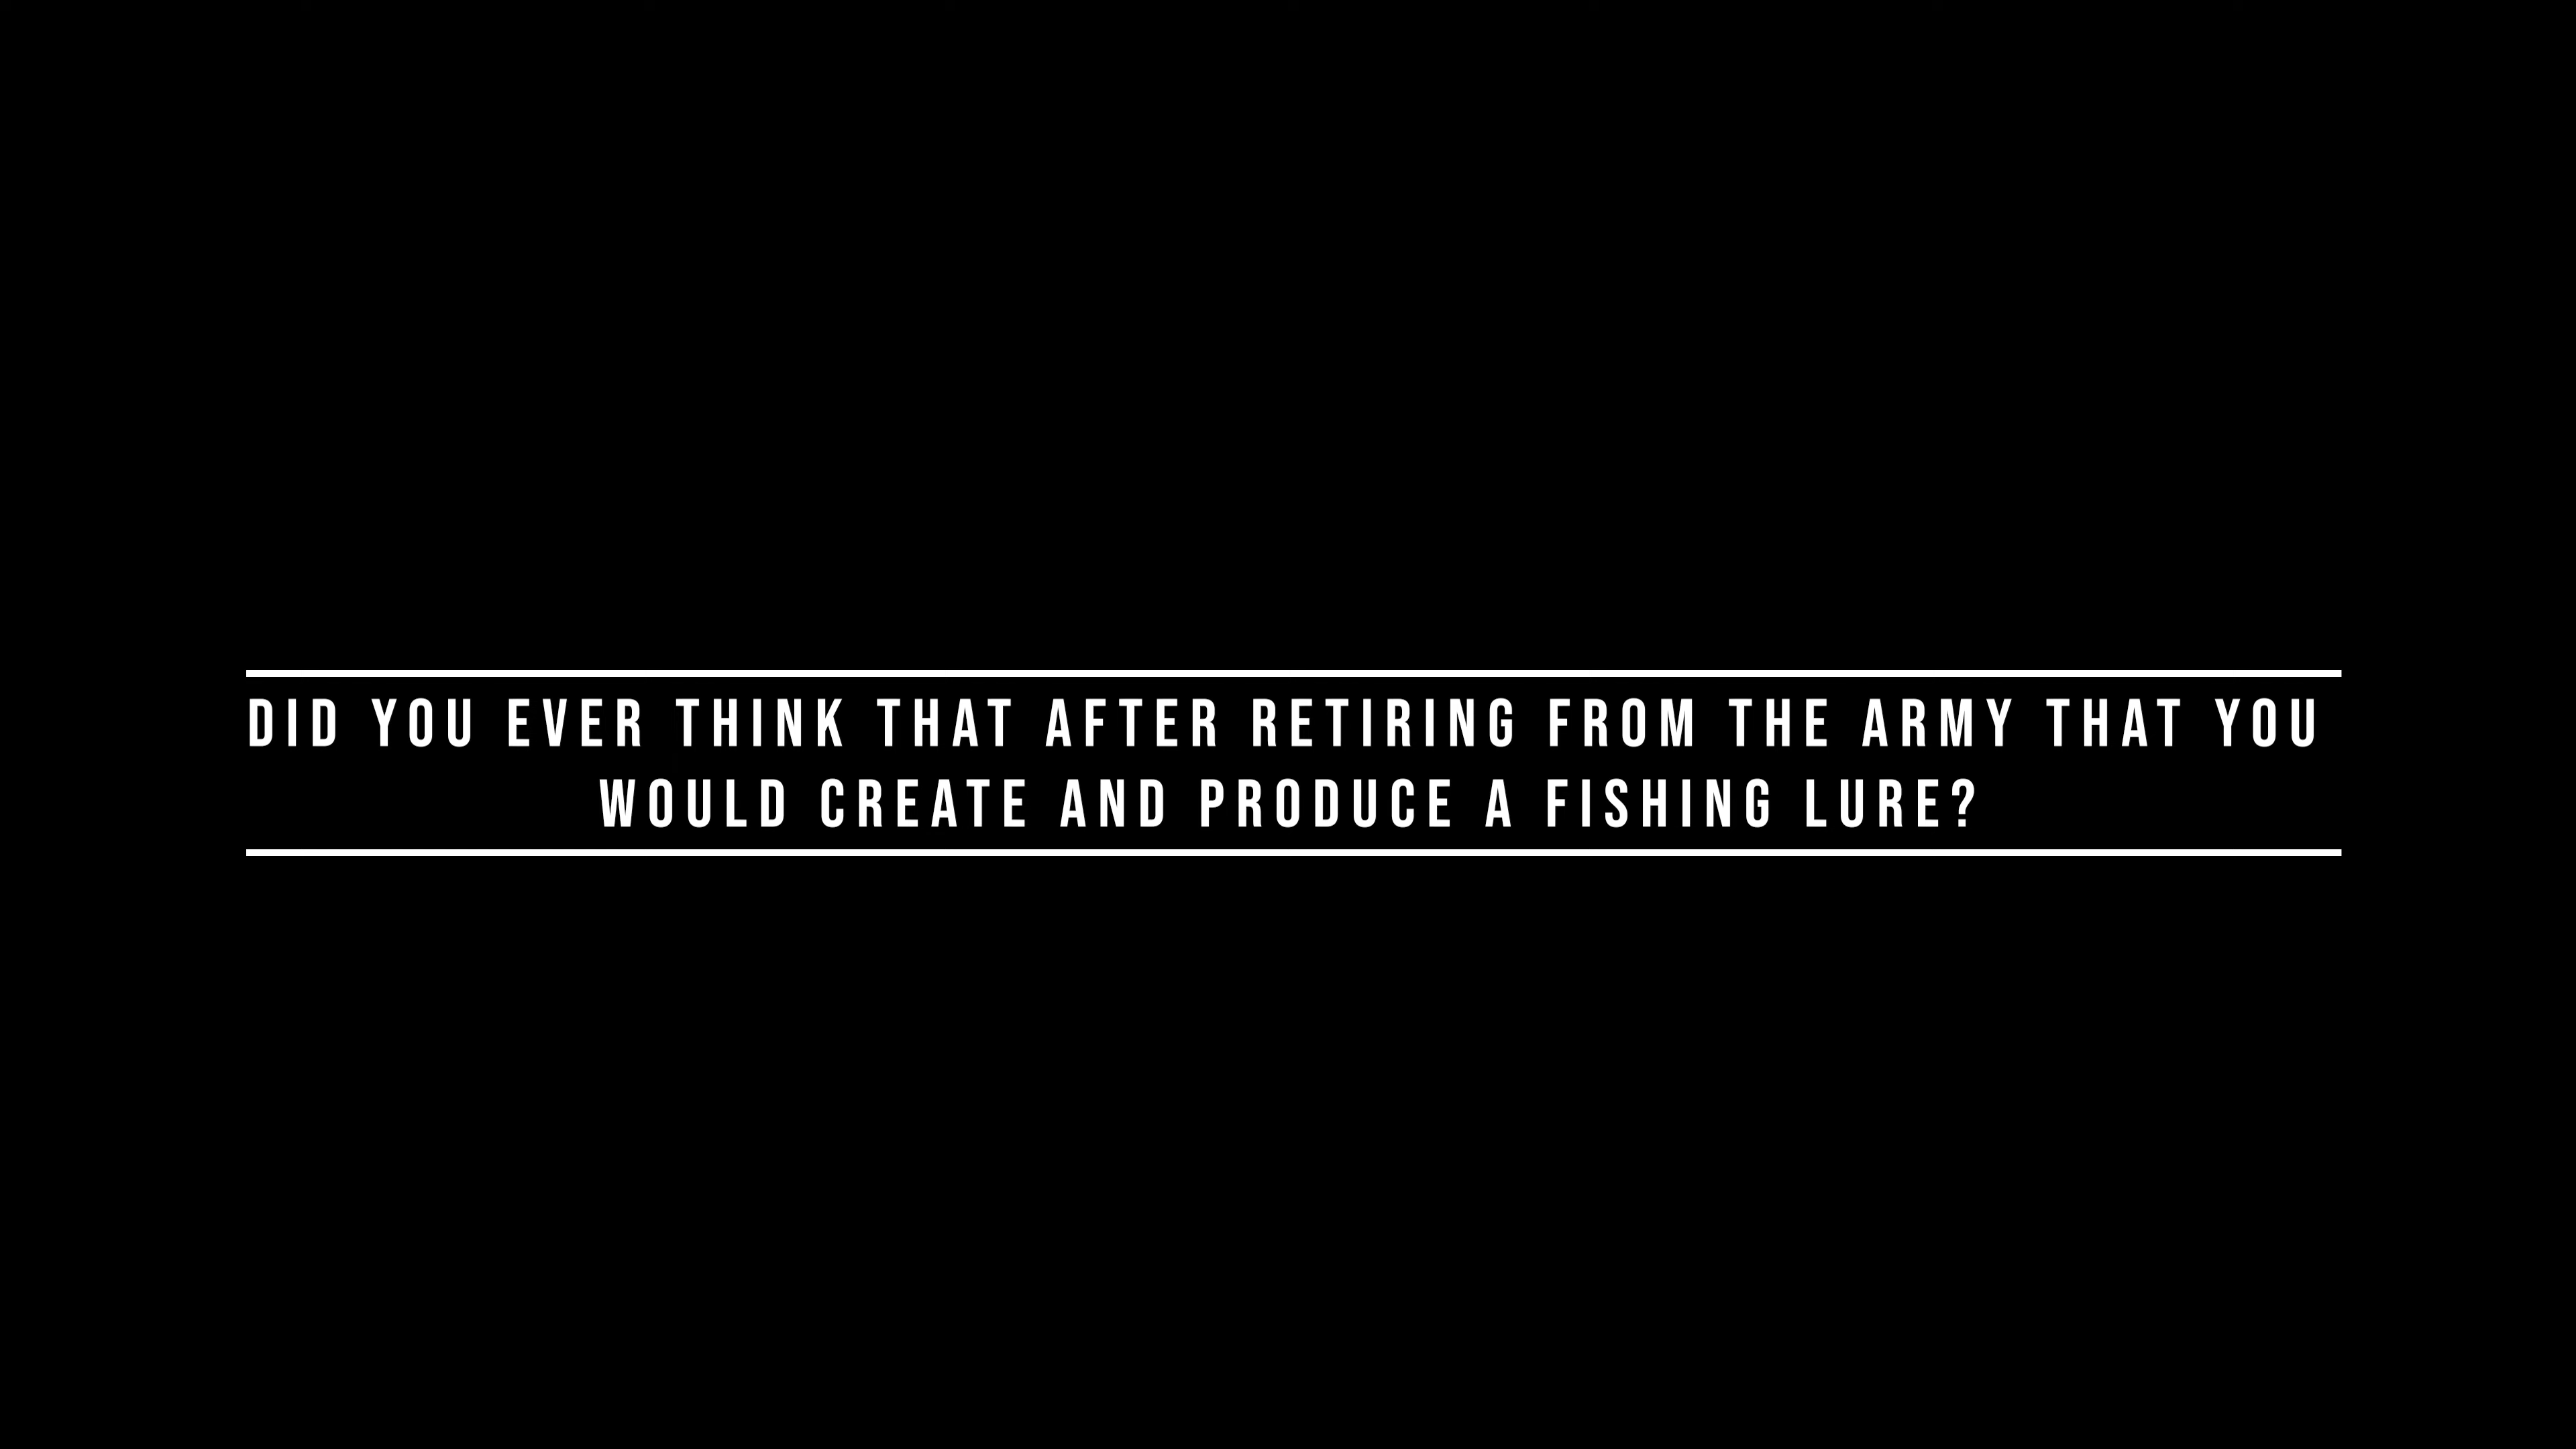 DID YOU EVER THINK THAT AFTER RETIRING FROM THE ARMY THAT YOU
WOULD CREATE AND PRODUCE A FISHING LURE?